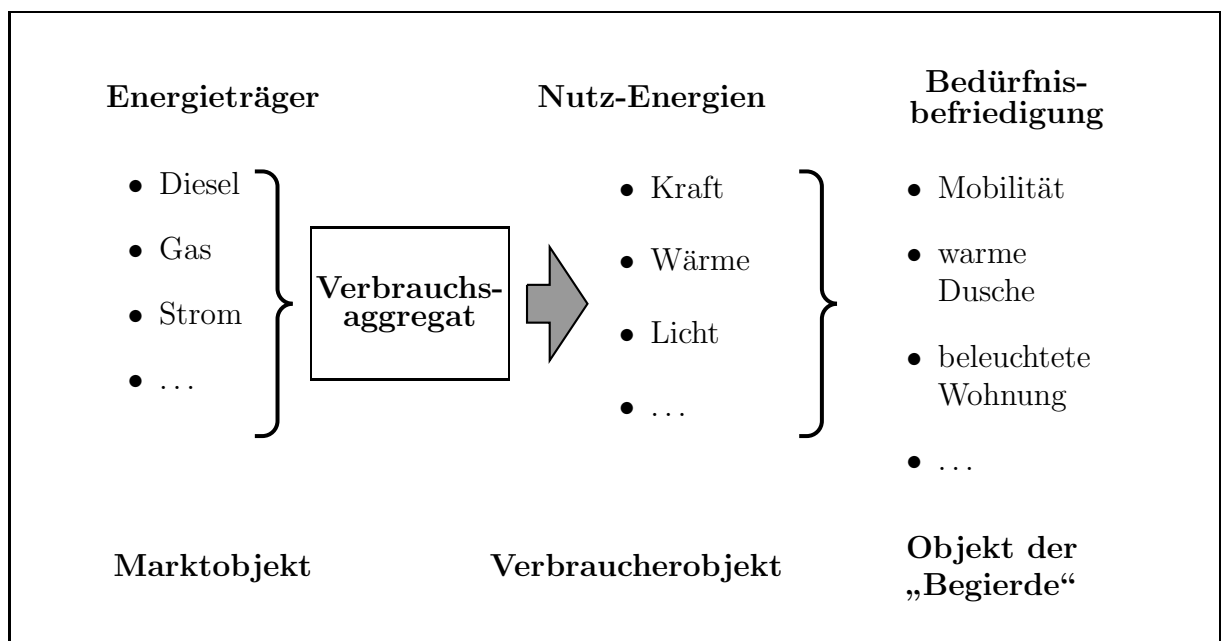 Energieträger
• Diesel
• Gas
• Strom
• ...
Marktobjekt
Verbrauchs-
aggregat
Nutz-Energien
• Kraft
• Wärme
• Licht
• ...
Verbraucherobjekt
Bedürfnis-
befriedigung
• Mobilität
• warme
Dusche
• beleuchtete
Wohnung
• ...
Objekt der
„Begierde“